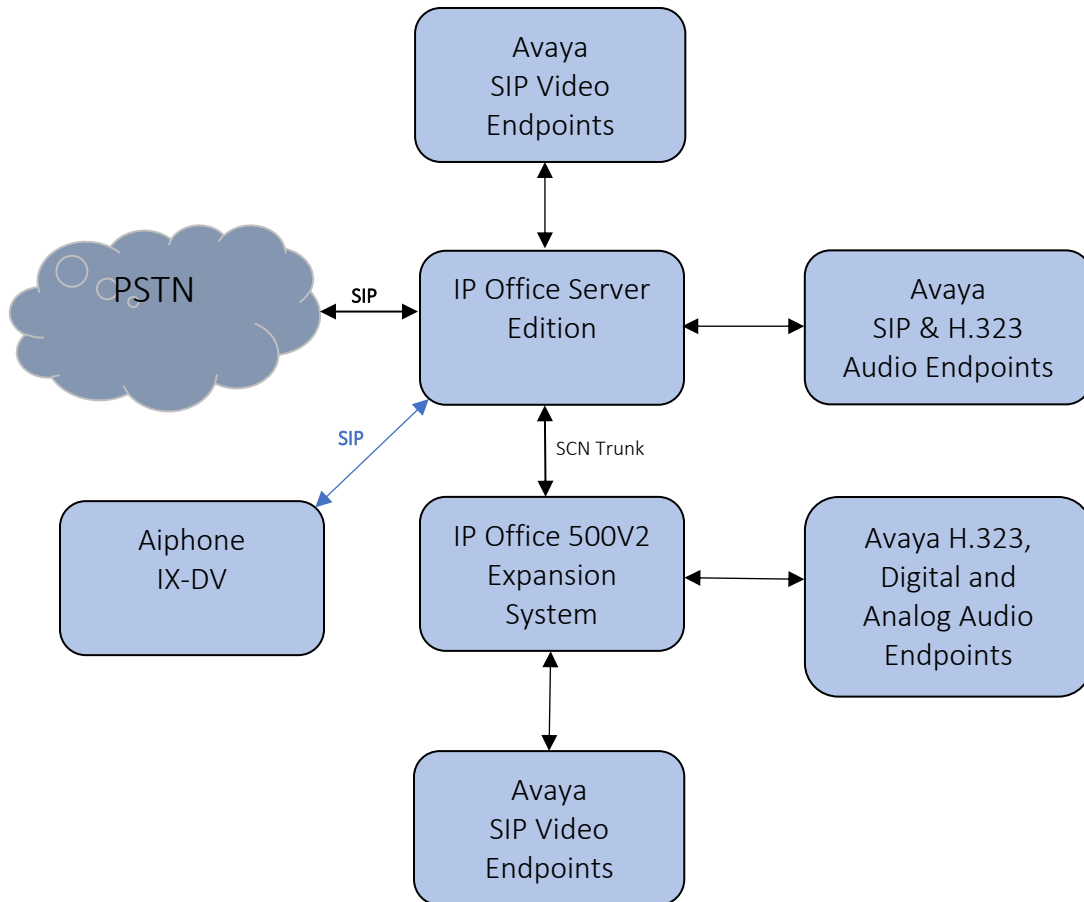 Avaya
SIP Video
Endpoints
PSTN
SIP
IP Office Server
Edition
Avaya
SIP & H.323
Audio Endpoints
SIP
SCN Trunk
Aiphone
IX-DV
IP Office 500V2
Expansion
System
Avaya H.323,
Digital and
Analog Audio
Endpoints
Avaya
SIP Video
Endpoints